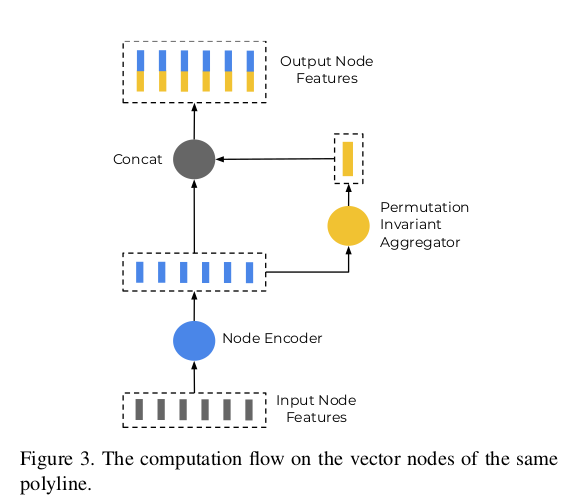 Output Node
Features
Concat
Permutation
Invariant
Aggregator
Node Encoder
Input Node
Features
Figure 3. The computation flow on the vector nodes of the same
polyline.